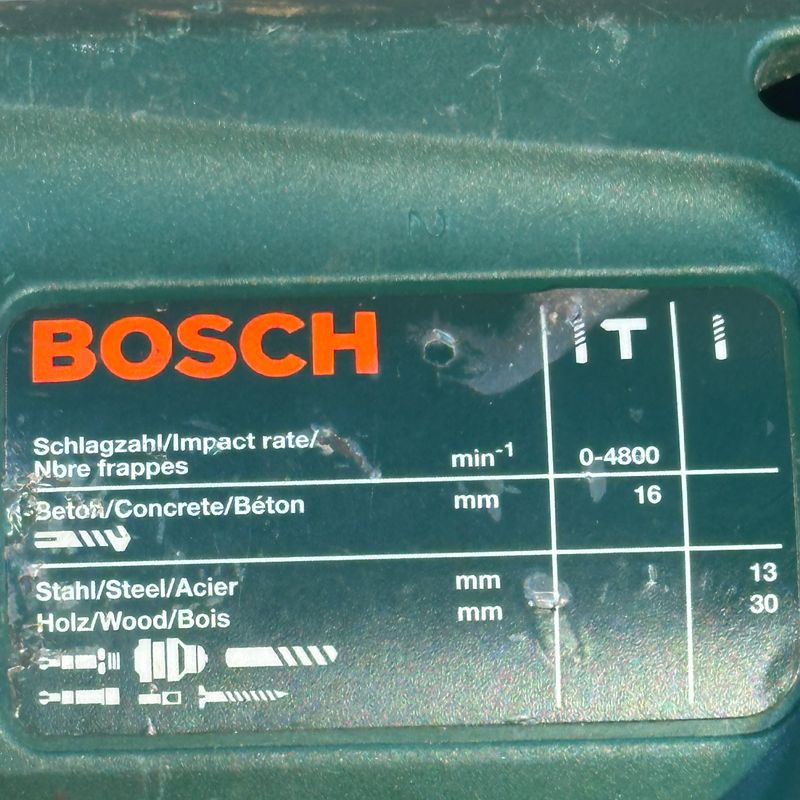 2
BOSCH
Schlagzahl/Impact rate/
Nbre frappes min⁻¹ 0-4800
Beton/Concrete/Béton mm 16
Stahl/Steel/Acier mm 13
Holz/Wood/Bois mm 30